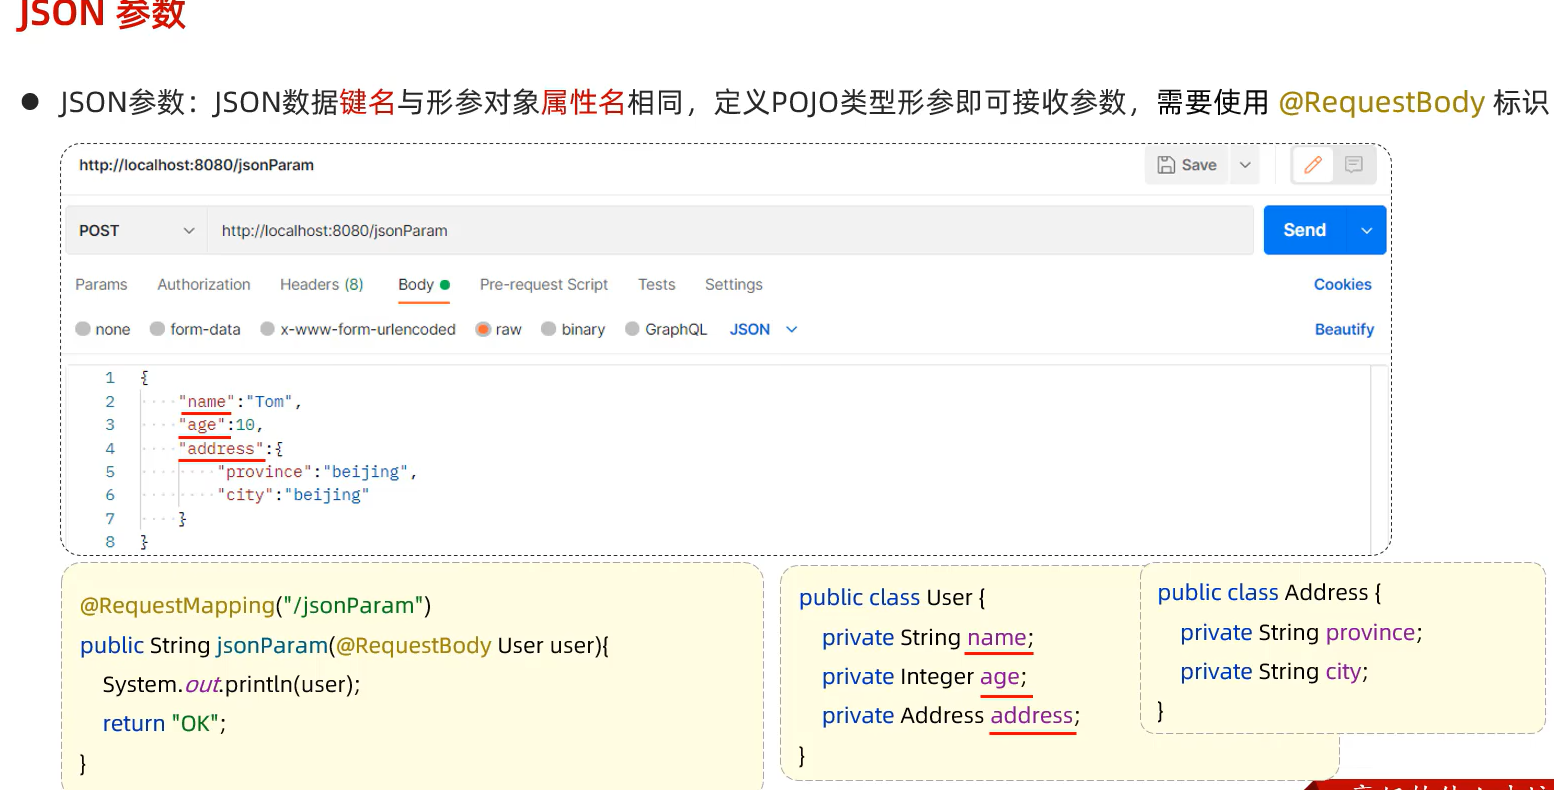 JSON 参数
● JSON参数：JSON数据键名与形参对象属性名相同，定义POJO类型形参即可接收参数，需要使用 @RequestBody 标识
http://localhost:8080/jsonParam
Save
POST
http://localhost:8080/jsonParam
Send
Params Authorization Headers (8) Body Pre-request Script Tests Settings Cookies
none form-data x-www-form-urlencoded raw binary GraphQL JSON Beautify
1 {
2 "name":"Tom",
3 "age":10,
4 "address":{
5 "province":"beijing",
6 "city":"beijing"
7 }
8 }
@RequestMapping("/jsonParam")
public String jsonParam(@RequestBody User user){
System.out.println(user);
return "OK";
}
public class User {
private String name;
private Integer age;
private Address address;
}
public class Address {
private String province;
private String city;
}